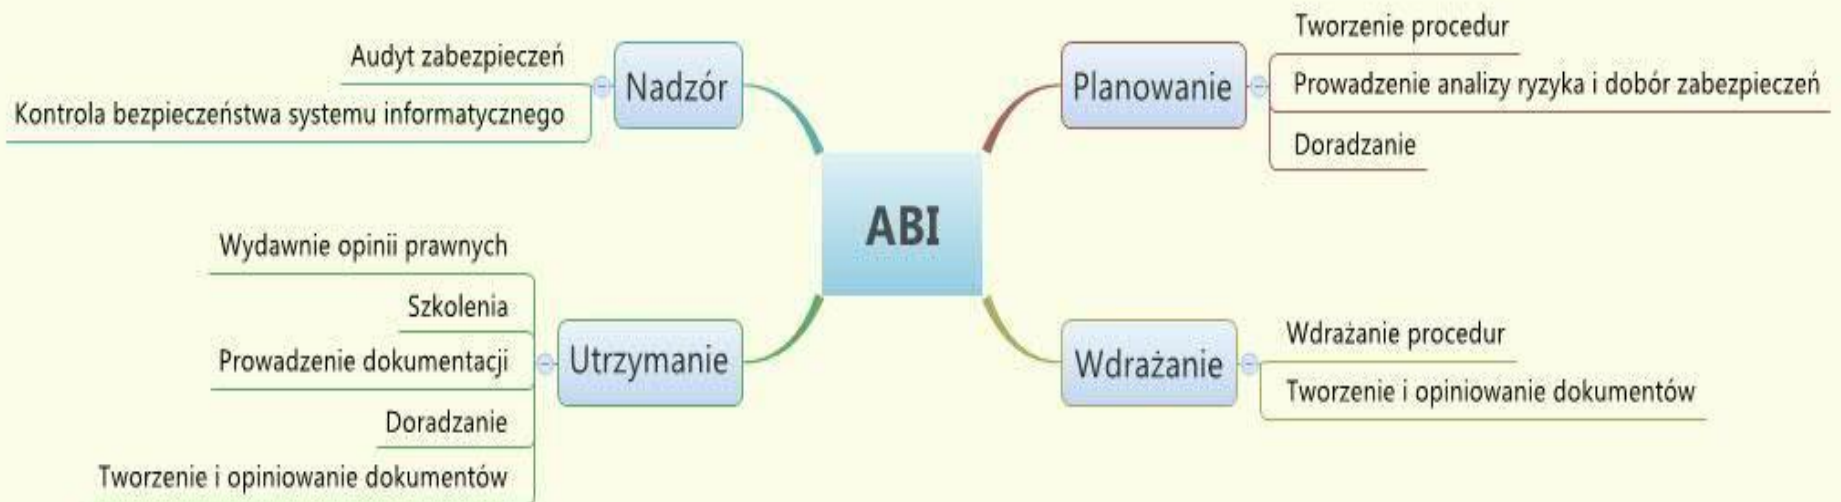 Audyt zabezpieczeń
Kontrola bezpieczeństwa systemu informatycznego
Nadzór
Planowanie
Tworzenie procedur
Prowadzenie analizy ryzyka i dobór zabezpieczeń
Doradzanie
ABI
Wydawnie opinii prawnych
Szkolenia
Prowadzenie dokumentacji
Doradzanie
Tworzenie i opiniowanie dokumentów
Utrzymanie
Wdrażanie
Wdrażanie procedur
Tworzenie i opiniowanie dokumentów